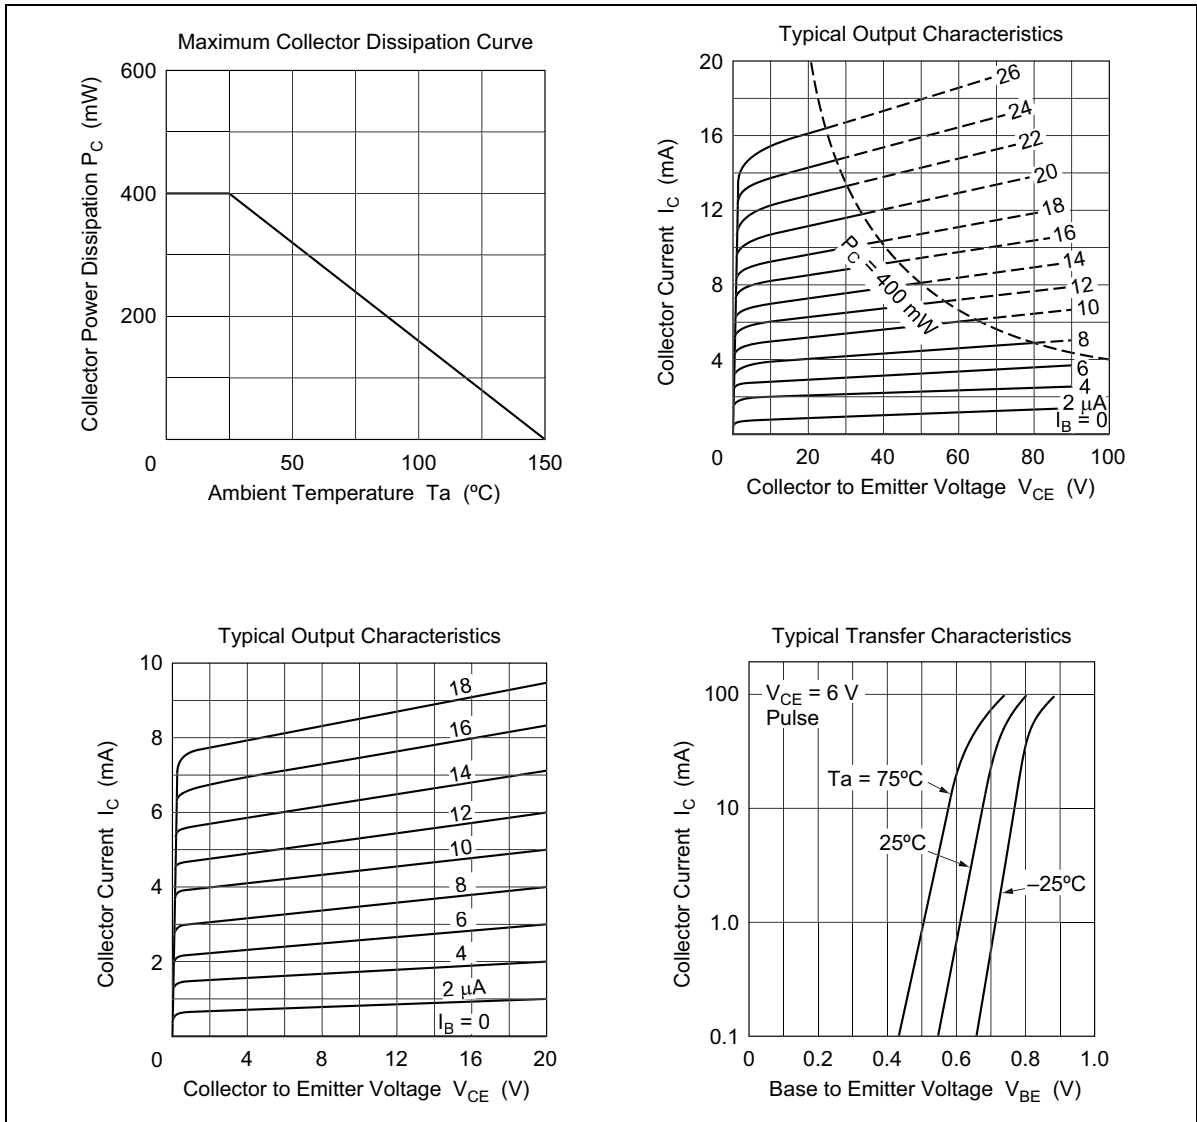 Maximum Collector Dissipation Curve
Collector Power Dissipation P_C (mW)
600
400
200
0
50
100
150
Ambient Temperature Ta (ºC)
Typical Output Characteristics
Collector Current I_C (mA)
20
16
12
8
4
0
20
40
60
80
100
26
24
22
20
18
16
14
12
10
8
6
4
2 μA
I_B = 0
P_C = 400 mW
Collector to Emitter Voltage V_CE (V)
Typical Output Characteristics
Collector Current I_C (mA)
10
8
6
4
2
0
4
8
12
16
20
18
16
14
12
10
8
6
4
2 μA
I_B = 0
Collector to Emitter Voltage V_CE (V)
Typical Transfer Characteristics
Collector Current I_C (mA)
100
10
1.0
0.1
0
0.2
0.4
0.6
0.8
1.0
V_CE = 6 V
Pulse
Ta = 75ºC
25ºC
–25ºC
Base to Emitter Voltage V_BE (V)